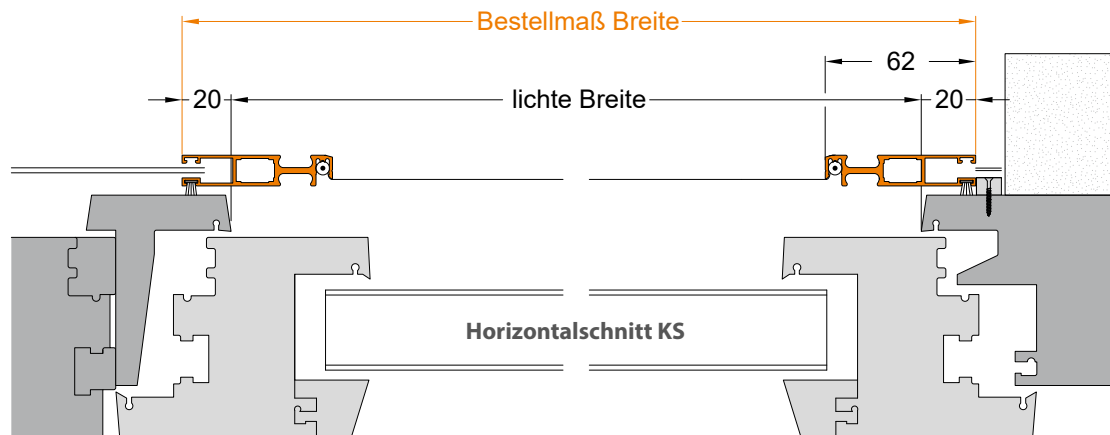 Bestellmaß Breite
62
20
lichte Breite
20
Horizontalschnitt KS